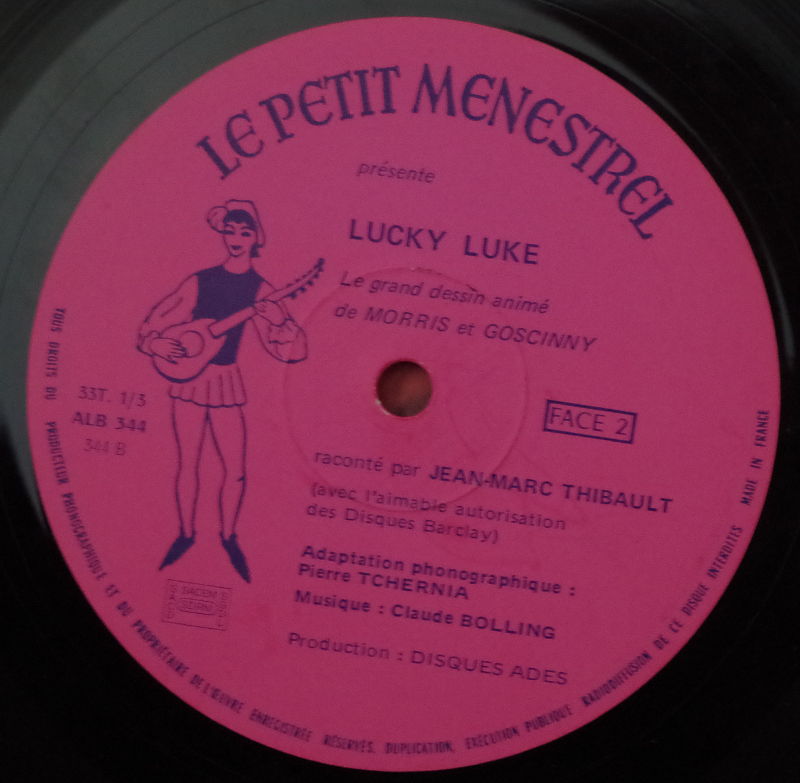 LE PETIT MENESTREL
présente
LUCKY LUKE
Le grand dessin animé
de MORRIS et GOSCINNY
33T. 1/3
ALB 344
344 B
FACE 2
raconté par JEAN-MARC THIBAULT
(avec l'aimable autorisation
des Disques Barclay)
Adaptation phonographique :
Pierre TCHERNIA
Musique : Claude BOLLING
Production : DISQUES ADES
SACEM
TOUS DROITS DU PRODUCTEUR PHONOGRAPHIQUE ET DU PROPRIÉTAIRE DE L'ŒUVRE ENREGISTRÉE RÉSERVÉS. DUPLICATION, EXÉCUTION PUBLIQUE RADIODIFFUSION DE CE DISQUE INTERDITES MADE IN FRANCE